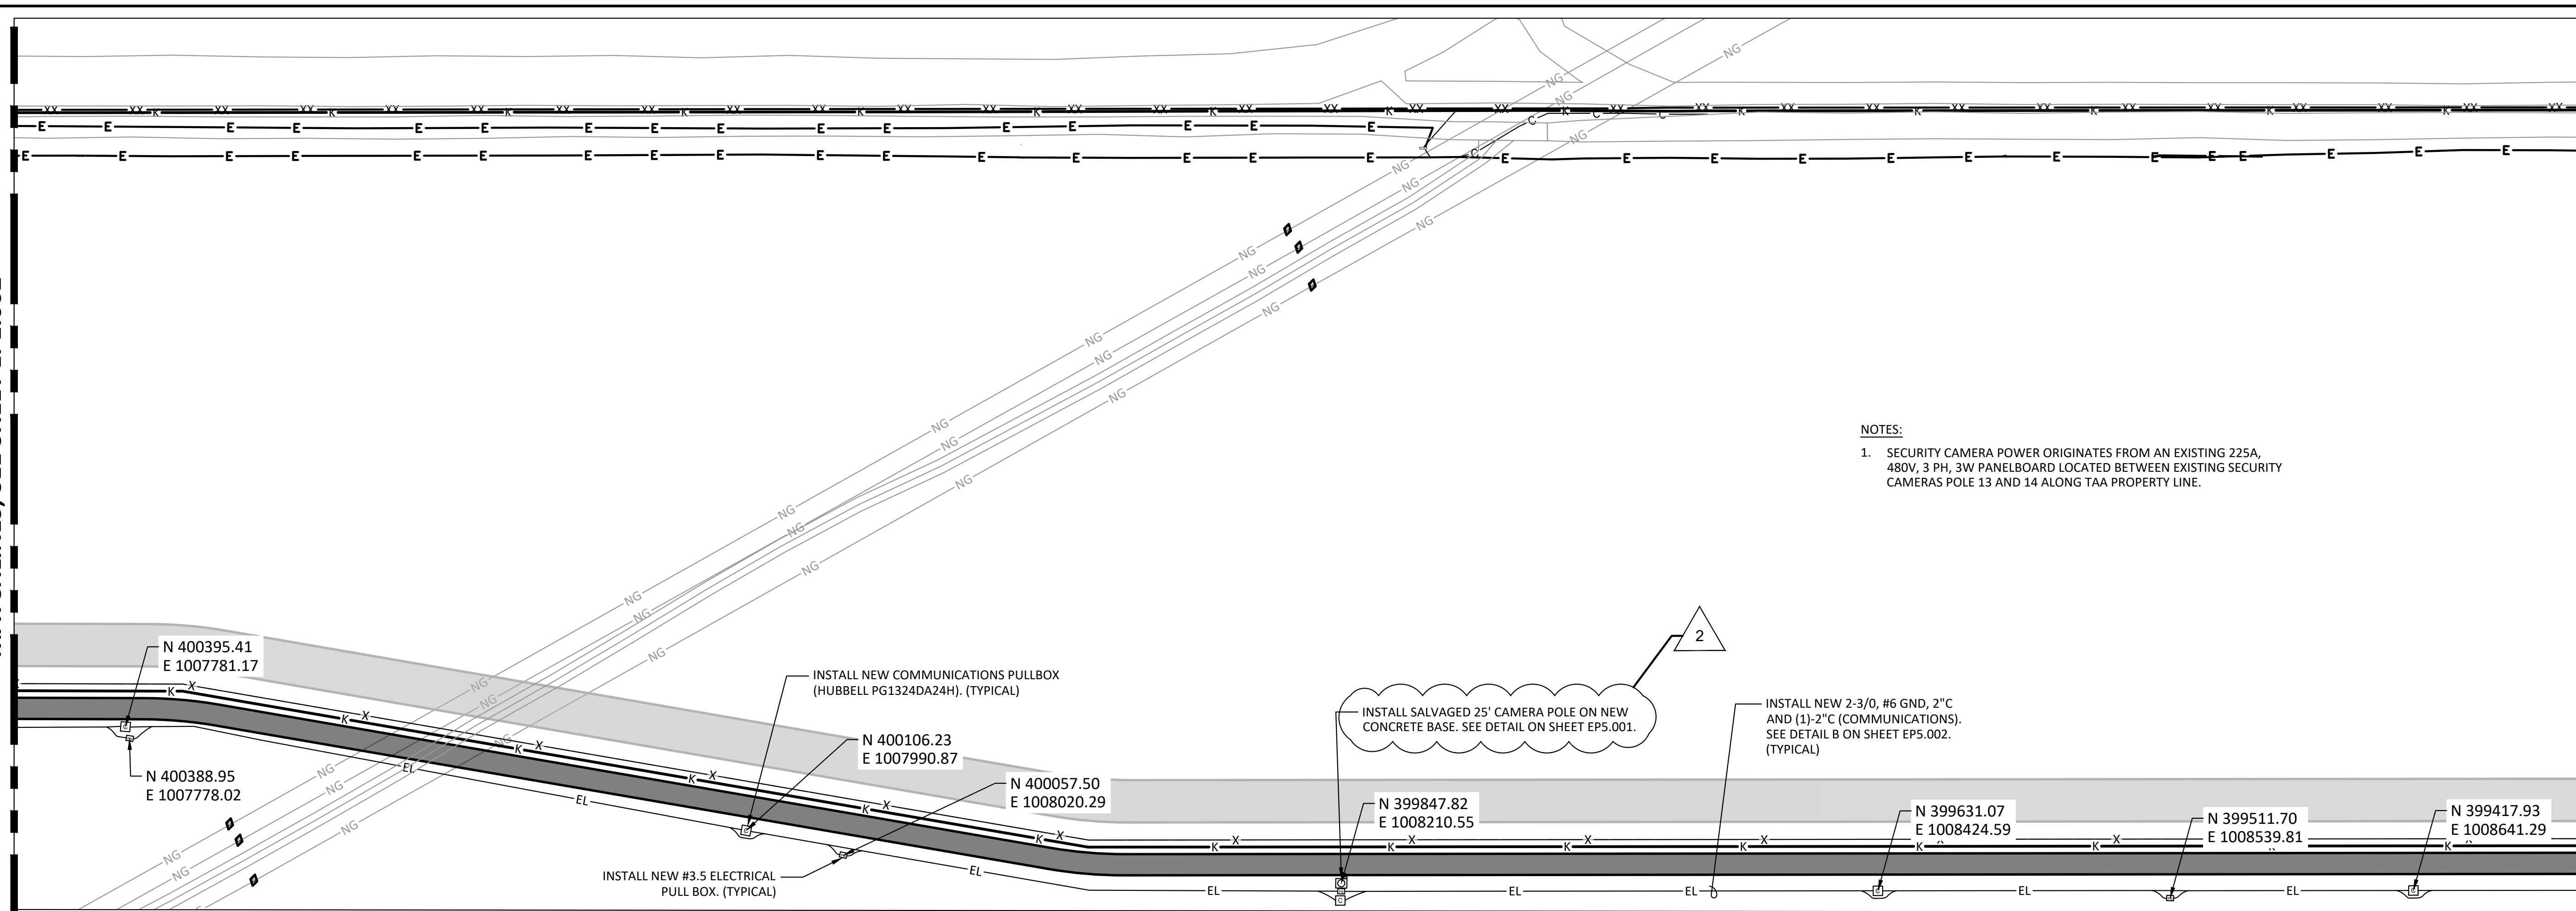 NOTES:
1. SECURITY CAMERA POWER ORIGINATES FROM AN EXISTING 225A,
480V, 3 PH, 3W PANELBOARD LOCATED BETWEEN EXISTING SECURITY
CAMERAS POLE 13 AND 14 ALONG TAA PROPERTY LINE.
2
N 400395.41
E 1007781.17
N 400388.95
E 1007778.02
INSTALL NEW COMMUNICATIONS PULLBOX
(HUBBELL PG1324DA24H). (TYPICAL)
N 400106.23
E 1007990.87
N 400057.50
E 1008020.29
INSTALL NEW #3.5 ELECTRICAL
PULL BOX. (TYPICAL)
INSTALL SALVAGED 25' CAMERA POLE ON NEW
CONCRETE BASE. SEE DETAIL ON SHEET EP5.001.
N 399847.82
E 1008210.55
INSTALL NEW 2-3/0, #6 GND, 2"C
AND (1)-2"C (COMMUNICATIONS).
SEE DETAIL B ON SHEET EP5.002.
(TYPICAL)
N 399631.07
E 1008424.59
N 399511.70
E 1008539.81
N 399417.93
E 1008641.29
XX
K
E
C
NG
X
EL